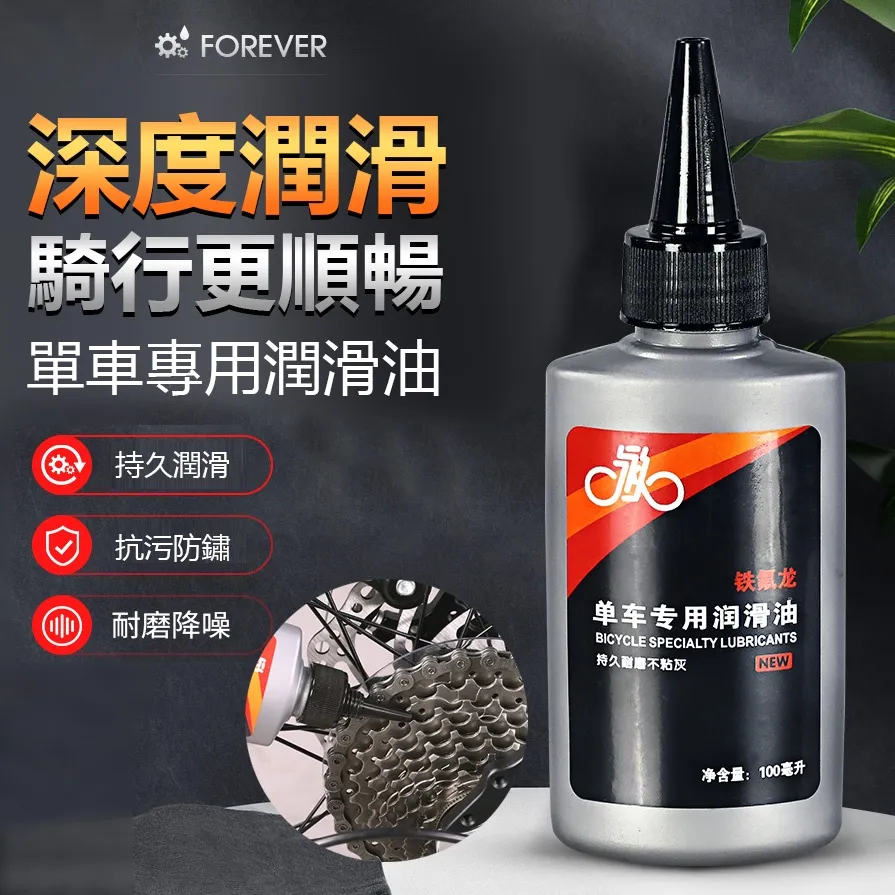 FOREVER
深度潤滑
騎行更順暢
單車專用潤滑油
持久潤滑
抗污防鏽
耐磨降噪
铁氟龙
单车专用润滑油
BICYCLE SPECIALTY LUBRICANTS
持久耐磨不粘灰
NEW
净含量：100毫升